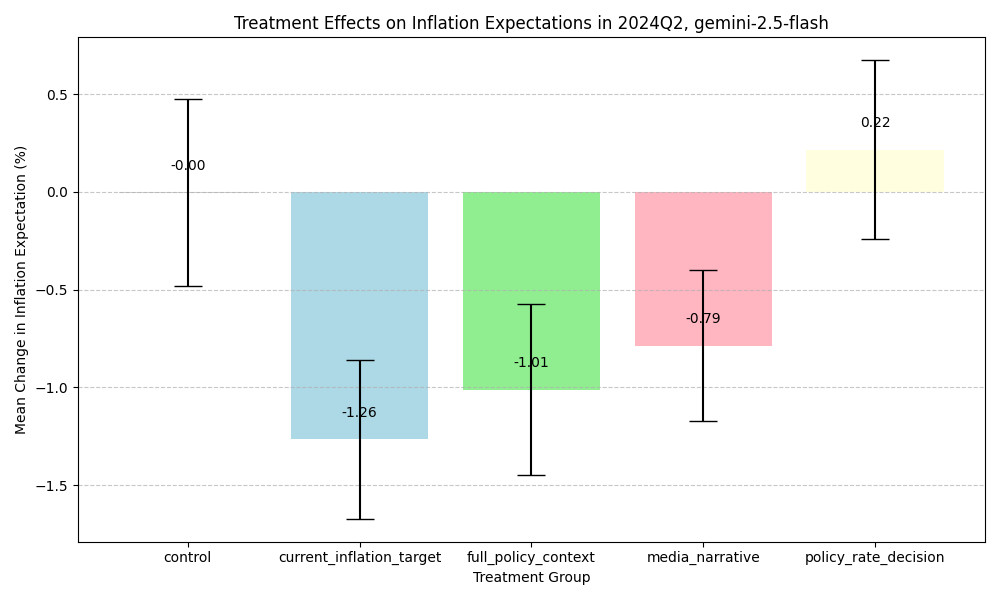 Treatment Effects on Inflation Expectations in 2024Q2, gemini-2.5-flash
Mean Change in Inflation Expectation (%)
0.5
0.0
−0.5
−1.0
−1.5
-0.00
-1.26
-1.01
-0.79
0.22
control
current_inflation_target
full_policy_context
media_narrative
policy_rate_decision
Treatment Group